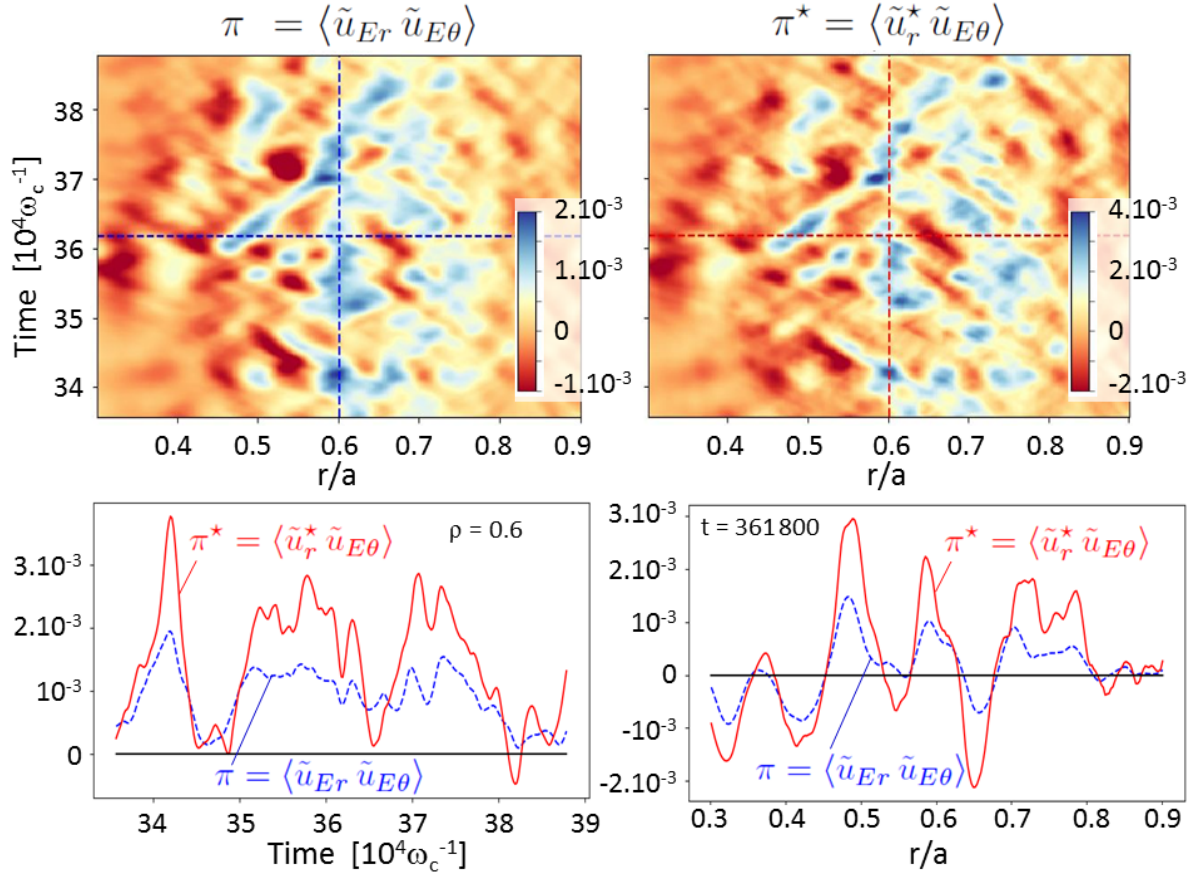 π = ⟨ũ_Er ũ_Eθ⟩
π* = ⟨ũ*_r ũ_Eθ⟩
38
37
36
35
34
Time [10⁴ω_c⁻¹]
2.10⁻³
1.10⁻³
0
-1.10⁻³
4.10⁻³
2.10⁻³
0
-2.10⁻³
0.4 0.5 0.6 0.7 0.8 0.9
r/a
0.4 0.5 0.6 0.7 0.8 0.9
r/a
3.10⁻³
2.10⁻³
10⁻³
0
π* = ⟨ũ*_r ũ_Eθ⟩
ρ = 0.6
π = ⟨ũ_Er ũ_Eθ⟩
34 35 36 37 38 39
Time [10⁴ω_c⁻¹]
3.10⁻³
2.10⁻³
10⁻³
0
-10⁻³
-2.10⁻³
t = 361 800
π* = ⟨ũ*_r ũ_Eθ⟩
π = ⟨ũ_Er ũ_Eθ⟩
0.3 0.4 0.5 0.6 0.7 0.8 0.9
r/a